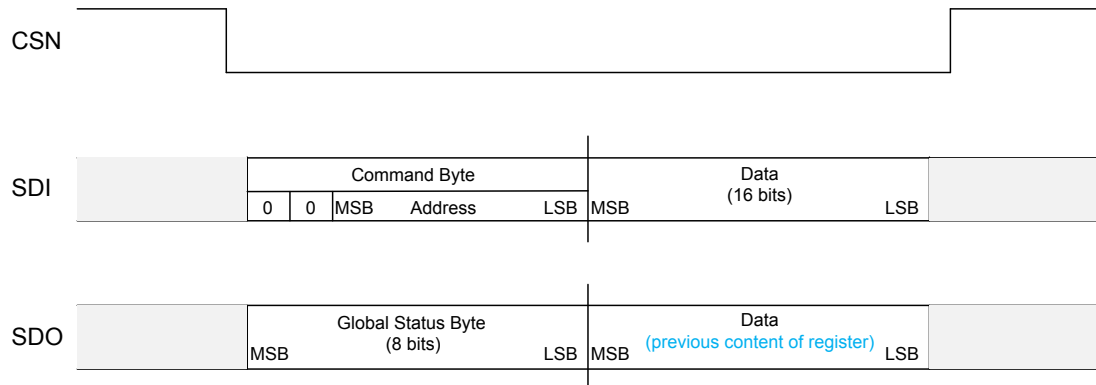 CSN
SDI
Command Byte
0 0 MSB Address LSB
Data
(16 bits)
MSB LSB
SDO
Global Status Byte
(8 bits)
MSB LSB
Data
(previous content of register)
MSB LSB